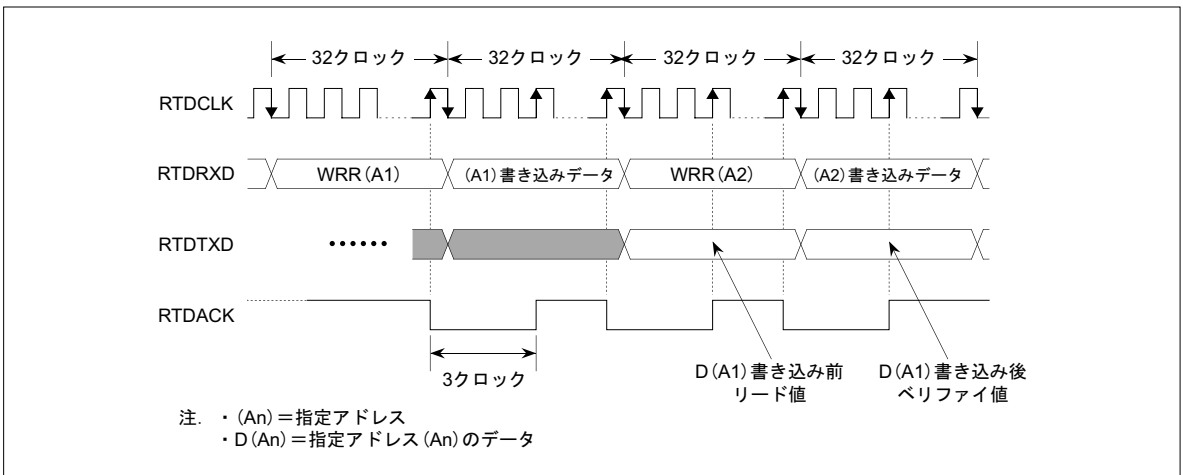 32クロック 32クロック 32クロック 32クロック
RTDCLK
RTDRXD WRR(A1) (A1)書き込みデータ WRR(A2) (A2)書き込みデータ
RTDTXD ••••••
RTDACK
3クロック
D(A1)書き込み前
リード値
D(A1)書き込み後
ベリファイ値
注. ・(An)=指定アドレス
・D(An)=指定アドレス(An)のデータ